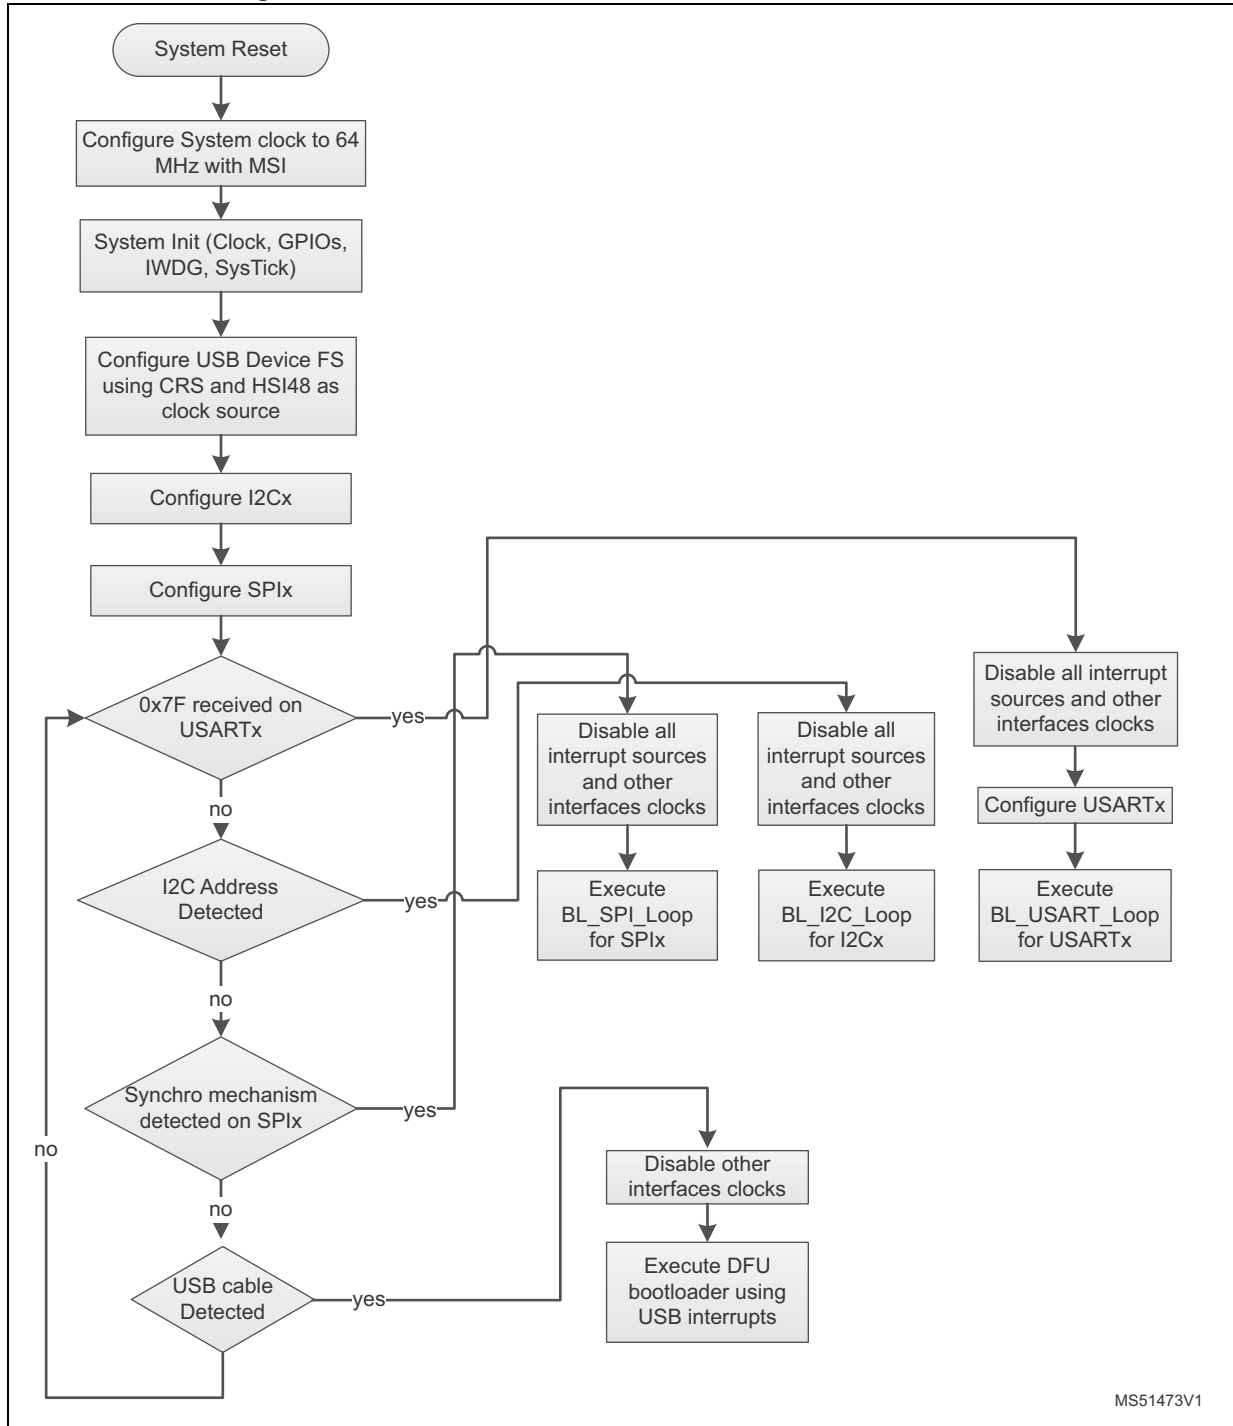 System Reset
Configure System clock to 64
MHz with MSI
System Init (Clock, GPIOs,
IWDG, SysTick)
Configure USB Device FS
using CRS and HSI48 as
clock source
Configure I2Cx
Configure SPIx
0x7F received on
USARTx
yes
no
I2C Address
Detected
yes
no
Synchro mechanism
detected on SPIx
yes
no
USB cable
Detected
yes
no
Disable all
interrupt sources
and other
interfaces clocks
Execute
BL_SPI_Loop
for SPIx
Disable all
interrupt sources
and other
interfaces clocks
Execute
BL_I2C_Loop
for I2Cx
Disable all interrupt
sources and other
interfaces clocks
Configure USARTx
Execute
BL_USART_Loop
for USARTx
Disable other
interfaces clocks
Execute DFU
bootloader using
USB interrupts
MS51473V1